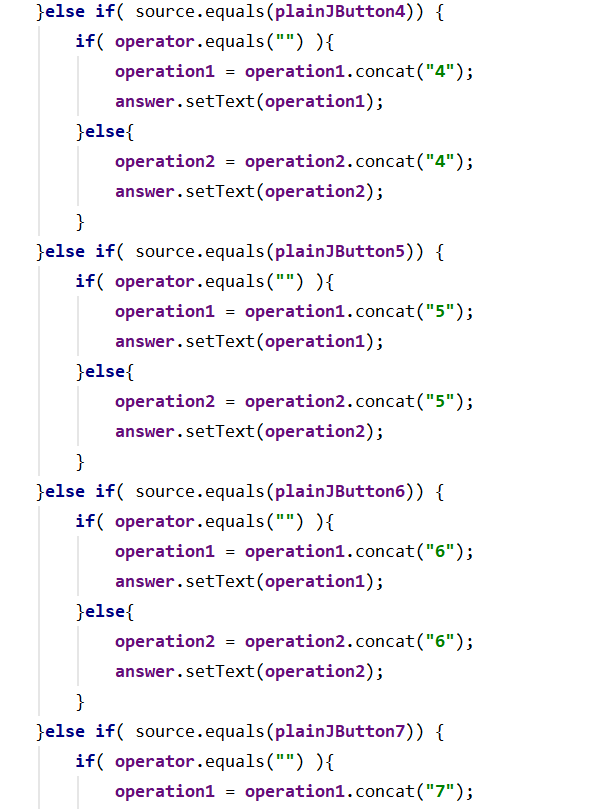 }else if( source.equals(plainJButton4)) {
    if( operator.equals("") ){
        operation1 = operation1.concat("4");
        answer.setText(operation1);
    }else{
        operation2 = operation2.concat("4");
        answer.setText(operation2);
    }
}else if( source.equals(plainJButton5)) {
    if( operator.equals("") ){
        operation1 = operation1.concat("5");
        answer.setText(operation1);
    }else{
        operation2 = operation2.concat("5");
        answer.setText(operation2);
    }
}else if( source.equals(plainJButton6)) {
    if( operator.equals("") ){
        operation1 = operation1.concat("6");
        answer.setText(operation1);
    }else{
        operation2 = operation2.concat("6");
        answer.setText(operation2);
    }
}else if( source.equals(plainJButton7)) {
    if( operator.equals("") ){
        operation1 = operation1.concat("7");